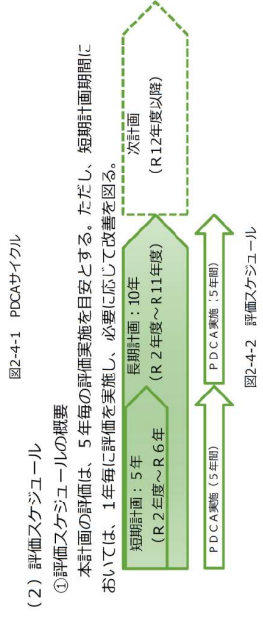 図2-4-1 PDCAサイクル
（2）評価スケジュール
①評価スケジュールの概要
本計画の評価は、5年毎の評価実施を目安とする。ただし、短期計画期間に
おいては、1年毎に評価を実施し、必要に応じて改善を図る。
短期計画：5年
（R2年度～R6年
長期計画：10年
（R2年度～R11年度）
次計画
（R12年度以降）
PDCA実施（5年間）
PDCA実施：5年間）
図2-4-2 評価スケジュール